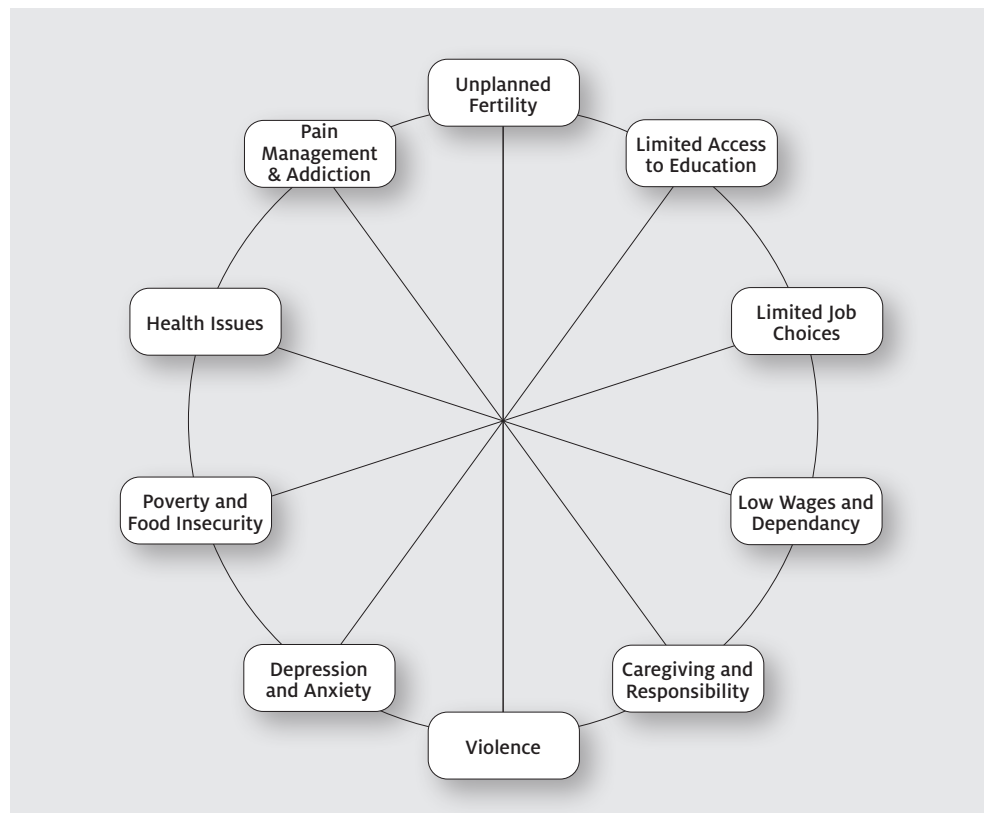 Unplanned
Fertility
Limited Access
to Education
Limited Job
Choices
Low Wages and
Dependancy
Caregiving and
Responsibility
Violence
Depression
and Anxiety
Poverty and
Food Insecurity
Health Issues
Pain
Management
& Addiction